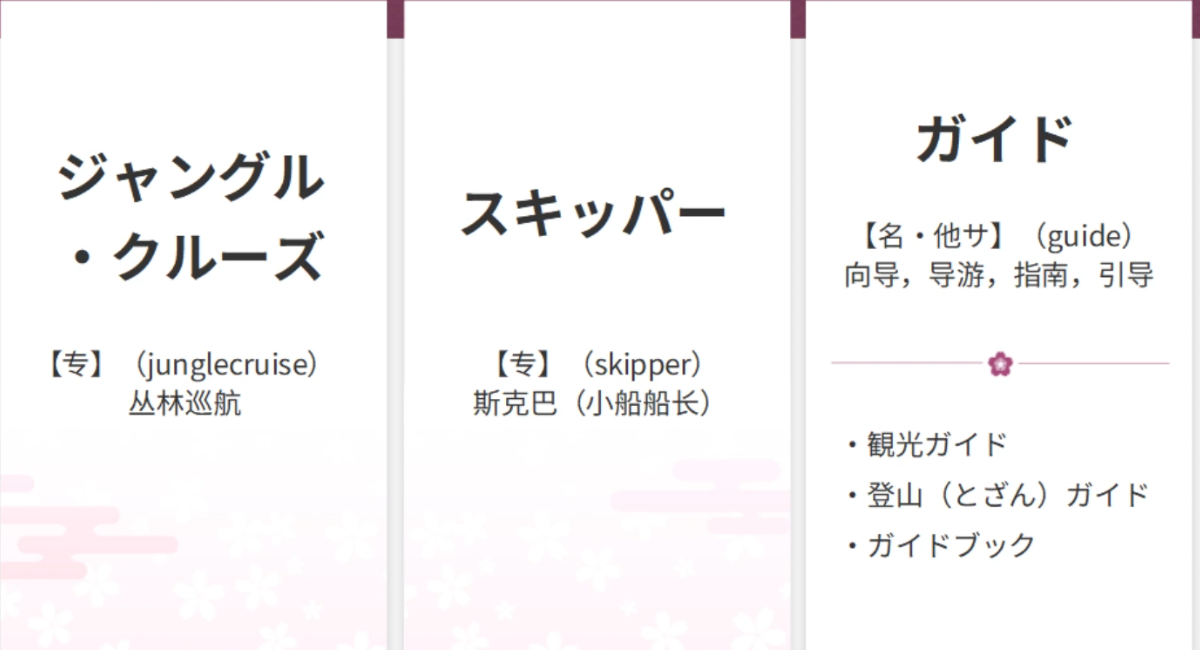 ジャングル
・クルーズ
【专】（junglecruise）
丛林巡航
スキッパー
【专】（skipper）
斯克巴（小船船长）
ガイド
【名・他サ】（guide）
向导，导游，指南，引导
・観光ガイド
・登山（とざん）ガイド
・ガイドブック